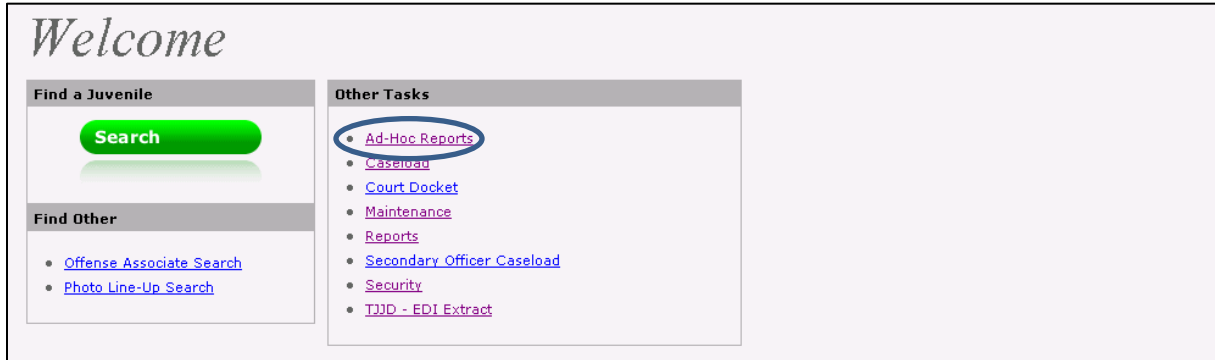 Welcome
Find a Juvenile
Search
Find Other
Offense Associate Search
Photo Line-Up Search
Other Tasks
Ad-Hoc Reports
Caseload
Court Docket
Maintenance
Reports
Secondary Officer Caseload
Security
TJJD - EDI Extract